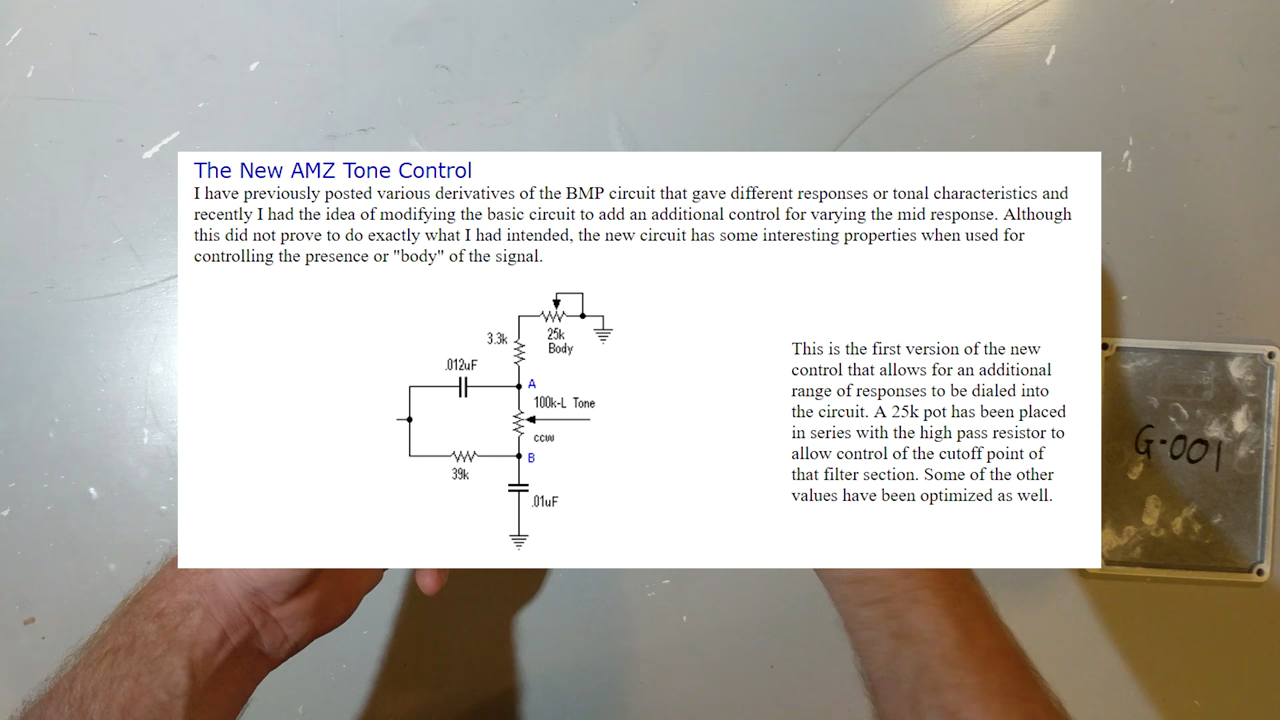 The New AMZ Tone Control
I have previously posted various derivatives of the BMP circuit that gave different responses or tonal characteristics and
recently I had the idea of modifying the basic circuit to add an additional control for varying the mid response. Although
this did not prove to do exactly what I had intended, the new circuit has some interesting properties when used for
controlling the presence or "body" of the signal.
3.3k
25k
Body
.012uF
A
100k-L Tone
ccw
B
39k
.01uF
This is the first version of the new
control that allows for an additional
range of responses to be dialed into
the circuit. A 25k pot has been placed
in series with the high pass resistor to
allow control of the cutoff point of
that filter section. Some of the other
values have been optimized as well.
G-001